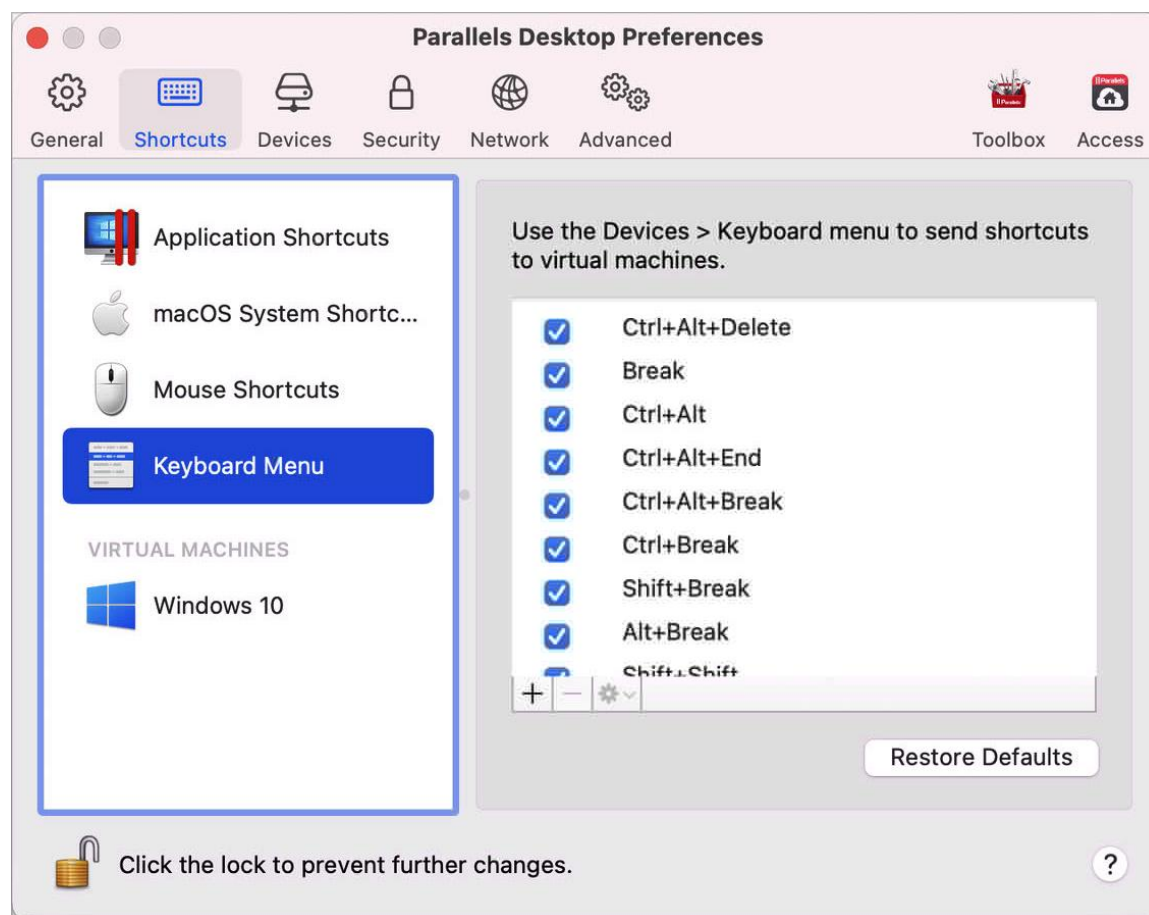 Parallels Desktop Preferences
General Shortcuts Devices Security Network Advanced Toolbox Access
Application Shortcuts
macOS System Shortc...
Mouse Shortcuts
Keyboard Menu
VIRTUAL MACHINES
Windows 10
Use the Devices > Keyboard menu to send shortcuts
to virtual machines.
Ctrl+Alt+Delete
Break
Ctrl+Alt
Ctrl+Alt+End
Ctrl+Alt+Break
Ctrl+Break
Shift+Break
Alt+Break
Shift+Shift
Restore Defaults
Click the lock to prevent further changes.
?